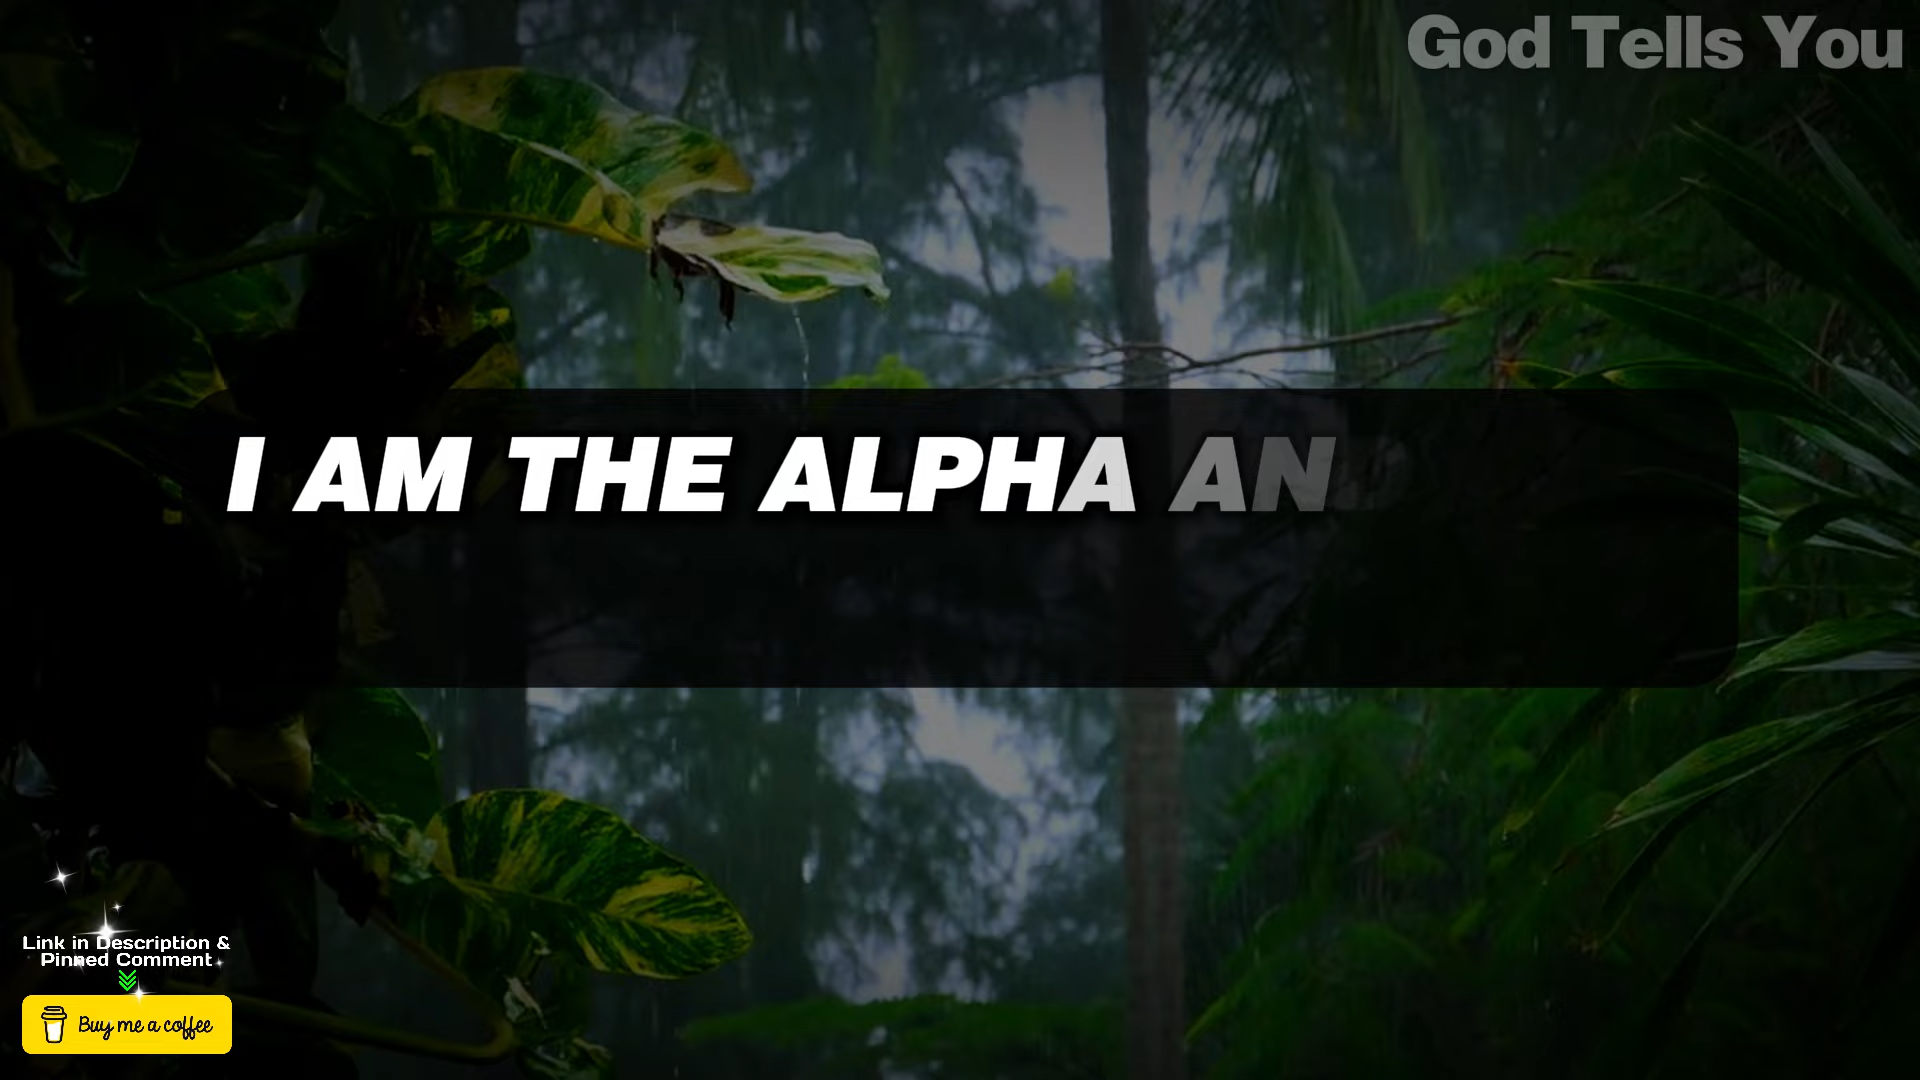 God Tells You
I AM THE ALPHA AN
Link in Description &
Pinned Comment
Buy me a coffee